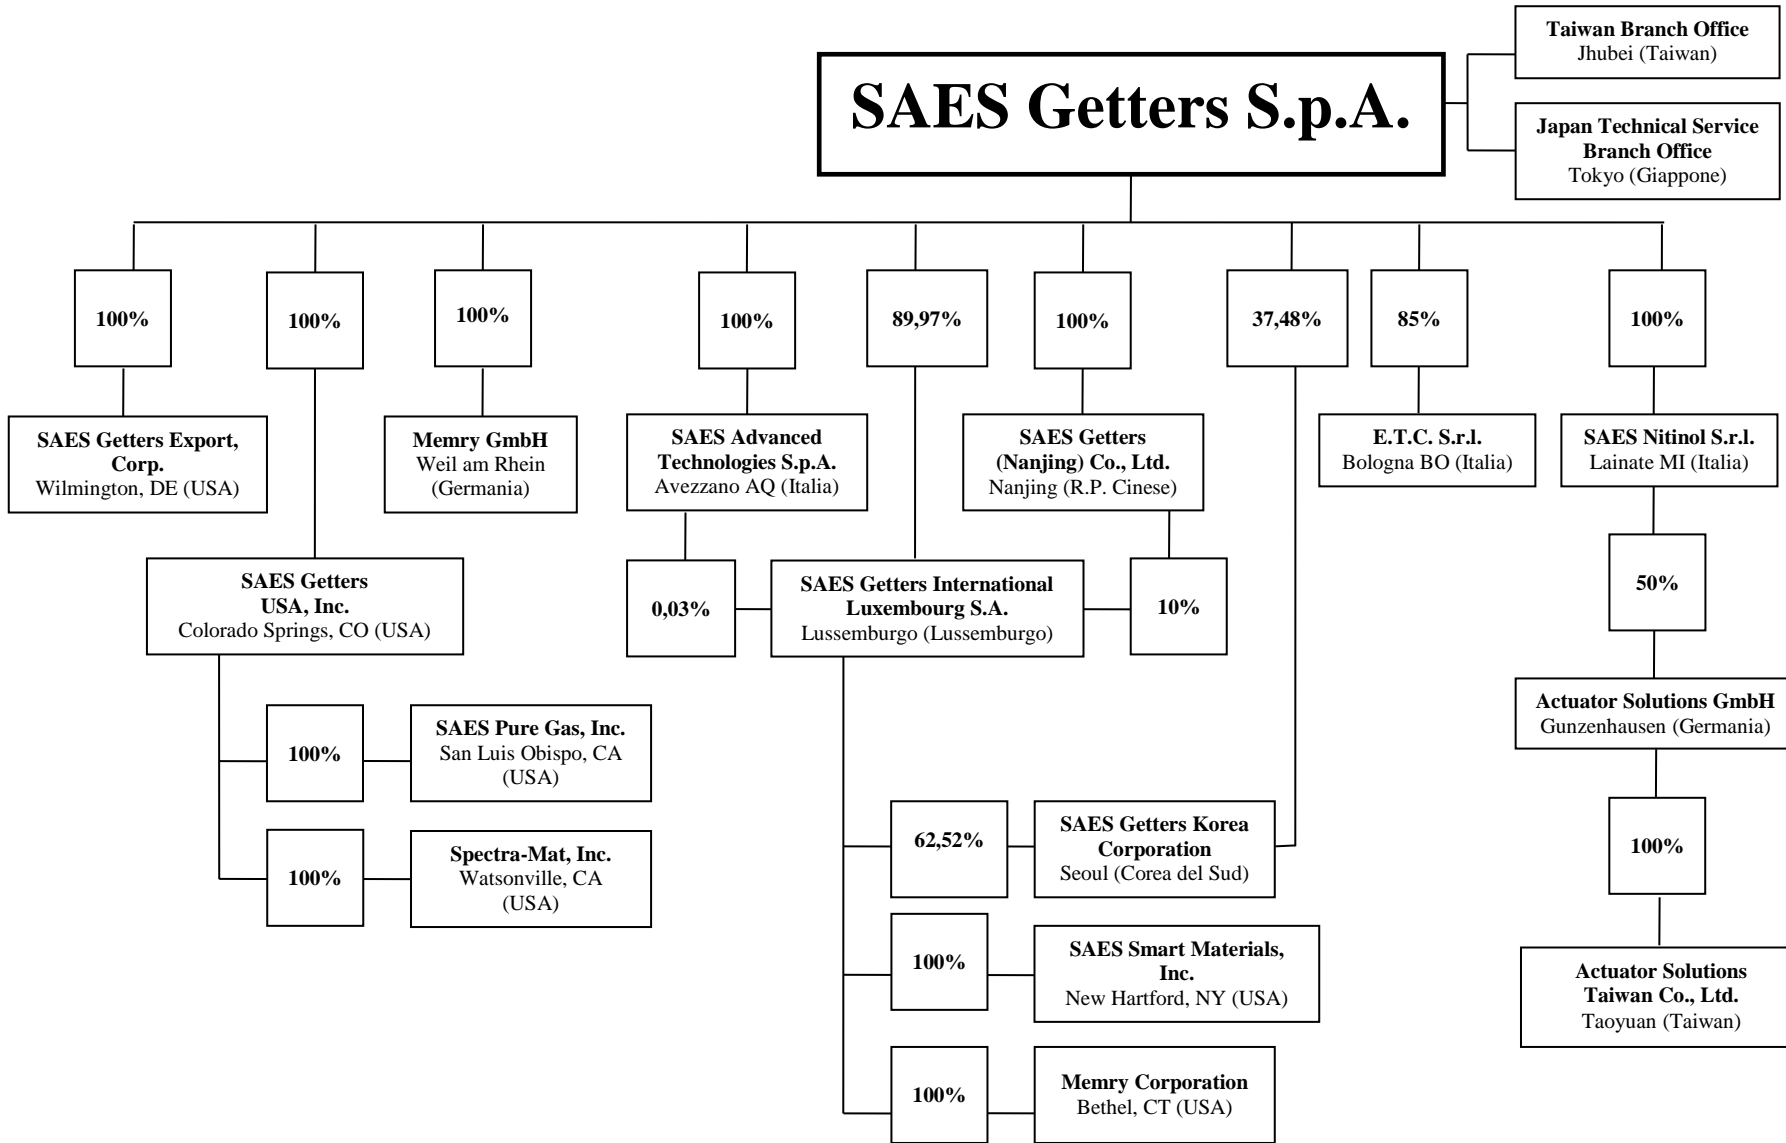 Taiwan Branch Office
Jhubei (Taiwan)
SAES Getters S.p.A.
Japan Technical Service
Branch Office
Tokyo (Giappone)
100%
100%
100%
100%
89,97%
100%
37,48%
85%
100%
SAES Getters Export,
Corp.
Wilmington, DE (USA)
Memry GmbH
Weil am Rhein
(Germania)
SAES Advanced
Technologies S.p.A.
Avezzano AQ (Italia)
SAES Getters
(Nanjing) Co., Ltd.
Nanjing (R.P. Cinese)
E.T.C. S.r.l.
Bologna BO (Italia)
SAES Nitinol S.r.l.
Lainate MI (Italia)
SAES Getters
USA, Inc.
Colorado Springs, CO (USA)
0,03%
SAES Getters International
Luxembourg S.A.
Lussemburgo (Lussemburgo)
10%
50%
Actuator Solutions GmbH
Gunzenhausen (Germania)
100%
SAES Pure Gas, Inc.
San Luis Obispo, CA
(USA)
100%
Spectra-Mat, Inc.
Watsonville, CA
(USA)
62,52%
SAES Getters Korea
Corporation
Seoul (Corea del Sud)
100%
100%
SAES Smart Materials,
Inc.
New Hartford, NY (USA)
Actuator Solutions
Taiwan Co., Ltd.
Taoyuan (Taiwan)
100%
Memry Corporation
Bethel, CT (USA)